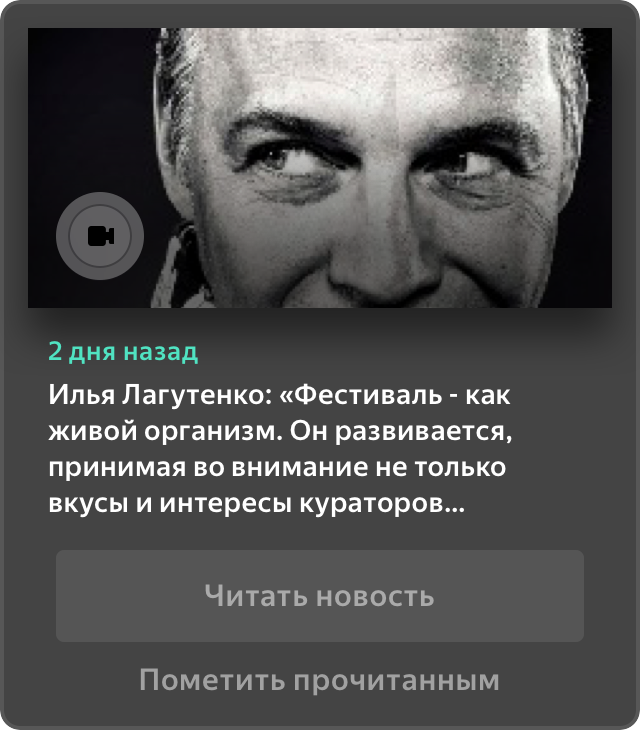 2 дня назад
Илья Лагутенко: «Фестиваль - как
живой организм. Он развивается,
принимая во внимание не только
вкусы и интересы кураторов...
Читать новость
Пометить прочитанным